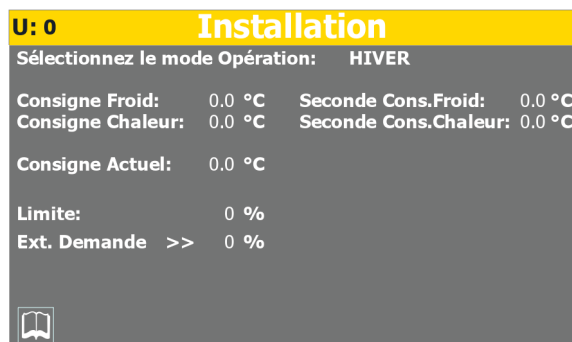 U: 0 Installation
Sélectionnez le mode Opération: HIVER
Consigne Froid: 0.0 °C Seconde Cons.Froid: 0.0 °C
Consigne Chaleur: 0.0 °C Seconde Cons.Chaleur: 0.0 °C
Consigne Actuel: 0.0 °C
Limite: 0 %
Ext. Demande >> 0 %